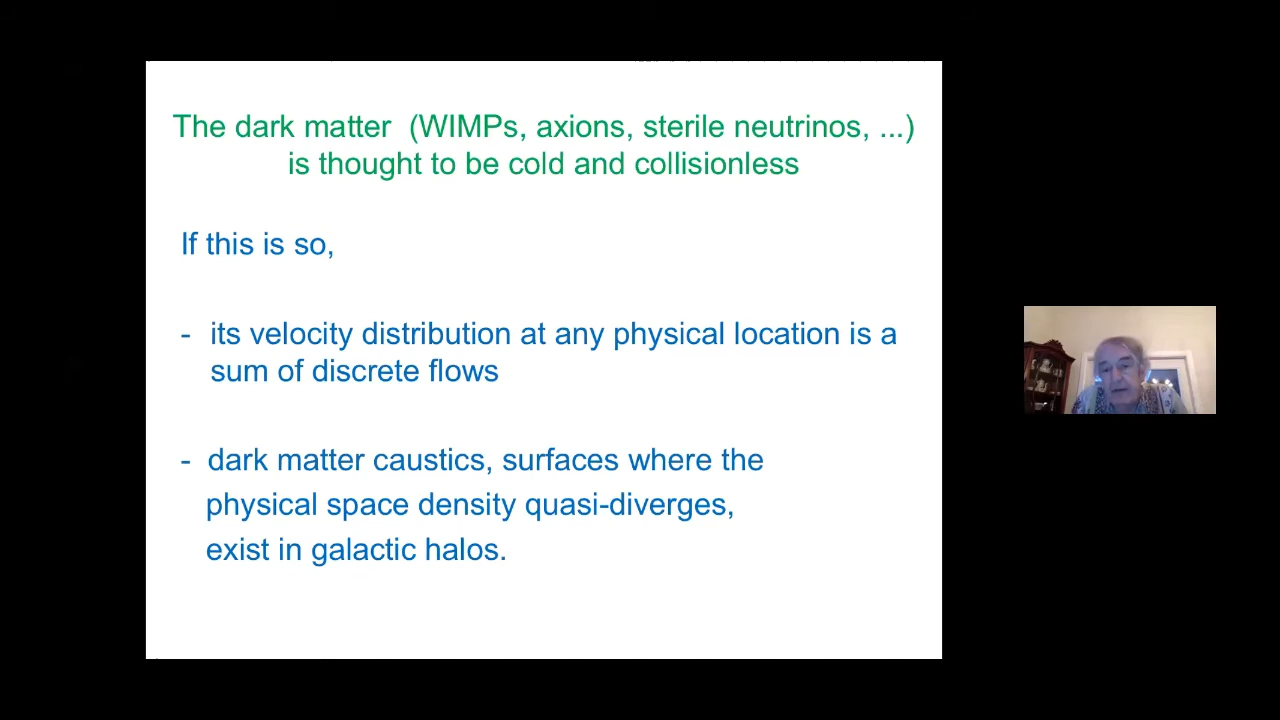 The dark matter (WIMPs, axions, sterile neutrinos, ...)
is thought to be cold and collisionless
If this is so,
- its velocity distribution at any physical location is a
sum of discrete flows
- dark matter caustics, surfaces where the
physical space density quasi-diverges,
exist in galactic halos.